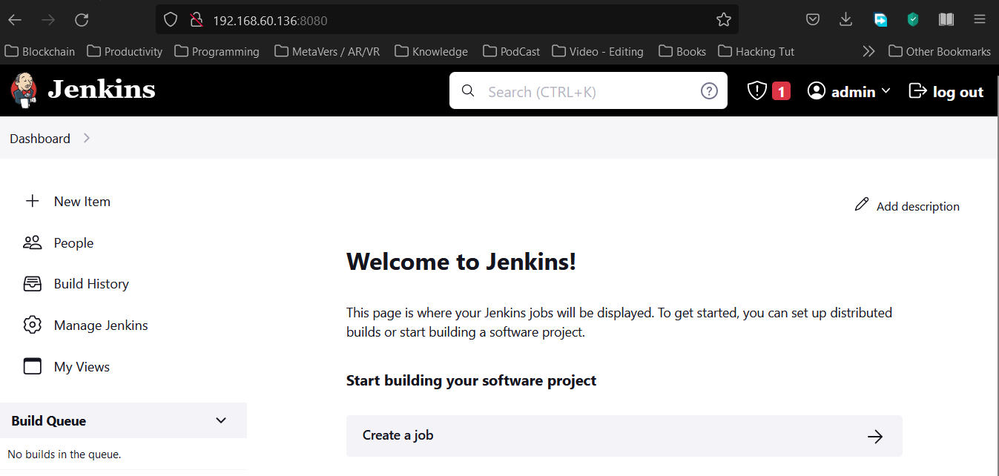 192.168.60.136:8080
Blockchain Productivity Programming MetaVers / AR/VR Knowledge PodCast Video - Editing Books Hacking Tut Other Bookmarks
Jenkins Search (CTRL+K) ? 1 admin log out
Dashboard
New Item
Add description
People
Welcome to Jenkins!
Build History
This page is where your Jenkins jobs will be displayed. To get started, you can set up distributed
Manage Jenkins
builds or start building a software project.
My Views
Start building your software project
Build Queue
Create a job
No builds in the queue.